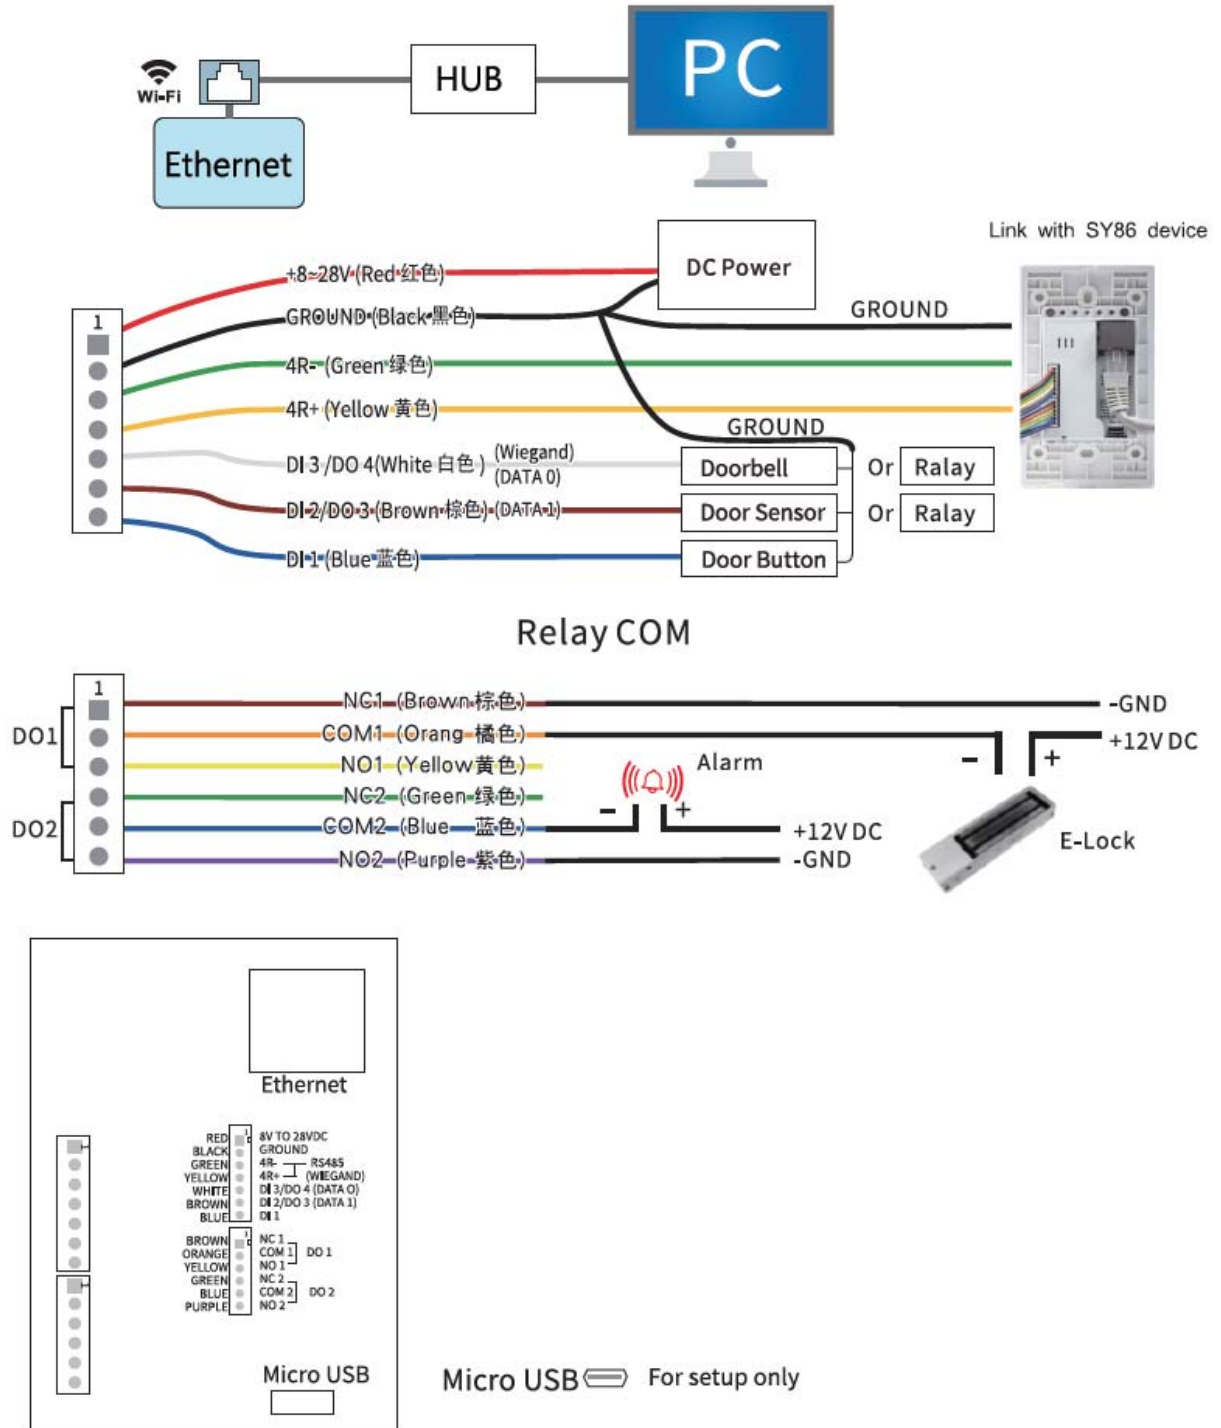 Wi-Fi
HUB
PC
Ethernet
Link with SY86 device
DC Power
+8~28V (Red 红色)
1
GROUND (Black 黑色)
GROUND
4R- (Green 绿色)
4R+ (Yellow 黄色)
GROUND
DI 3 /DO 4(White 白色 ) (Wiegand)
(DATA 0)
Doorbell
Or
Ralay
DI 2/DO 3 (Brown 棕色) (DATA 1)
Door Sensor
Or
Ralay
DI 1 (Blue 蓝色)
Door Button
Relay COM
1
NC1 (Brown 棕色)
-GND
DO1
COM1 (Orang 橘色)
- +
+12V DC
NO1 (Yellow 黄色)
Alarm
NC2 (Green 绿色)
- +
DO2
COM2 (Blue 蓝色)
+12V DC
E-Lock
NO2 (Purple 紫色)
-GND
Ethernet
1
RED 8V TO 28VDC
BLACK GROUND
GREEN 4R- RS485
YELLOW 4R+ (WIEGAND)
WHITE DI 3/DO 4 (DATA O)
BROWN DI 2/DO 3 (DATA 1)
BLUE DI 1
1
BROWN NC 1
ORANGE COM 1 DO 1
YELLOW NO 1
GREEN NC 2
BLUE COM 2 DO 2
PURPLE NO 2
Micro USB
Micro USB For setup only